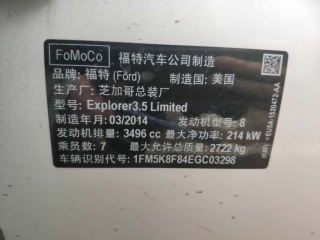 FoMoCo 福特汽车公司制造
品牌: 福特 (Ford) 制造国: 美国
生产厂: 芝加哥总装厂
型号: Explorer3.5 Limited
制造年月: 03/2014 发动机型号: 8
发动机排量: 3496 cc 最大净功率: 214 kW
乘员数: 7 最大允许总质量: 2722 kg
车辆识别代号: 1FM5K8F84EGC03298
EU5A-1520472-AA